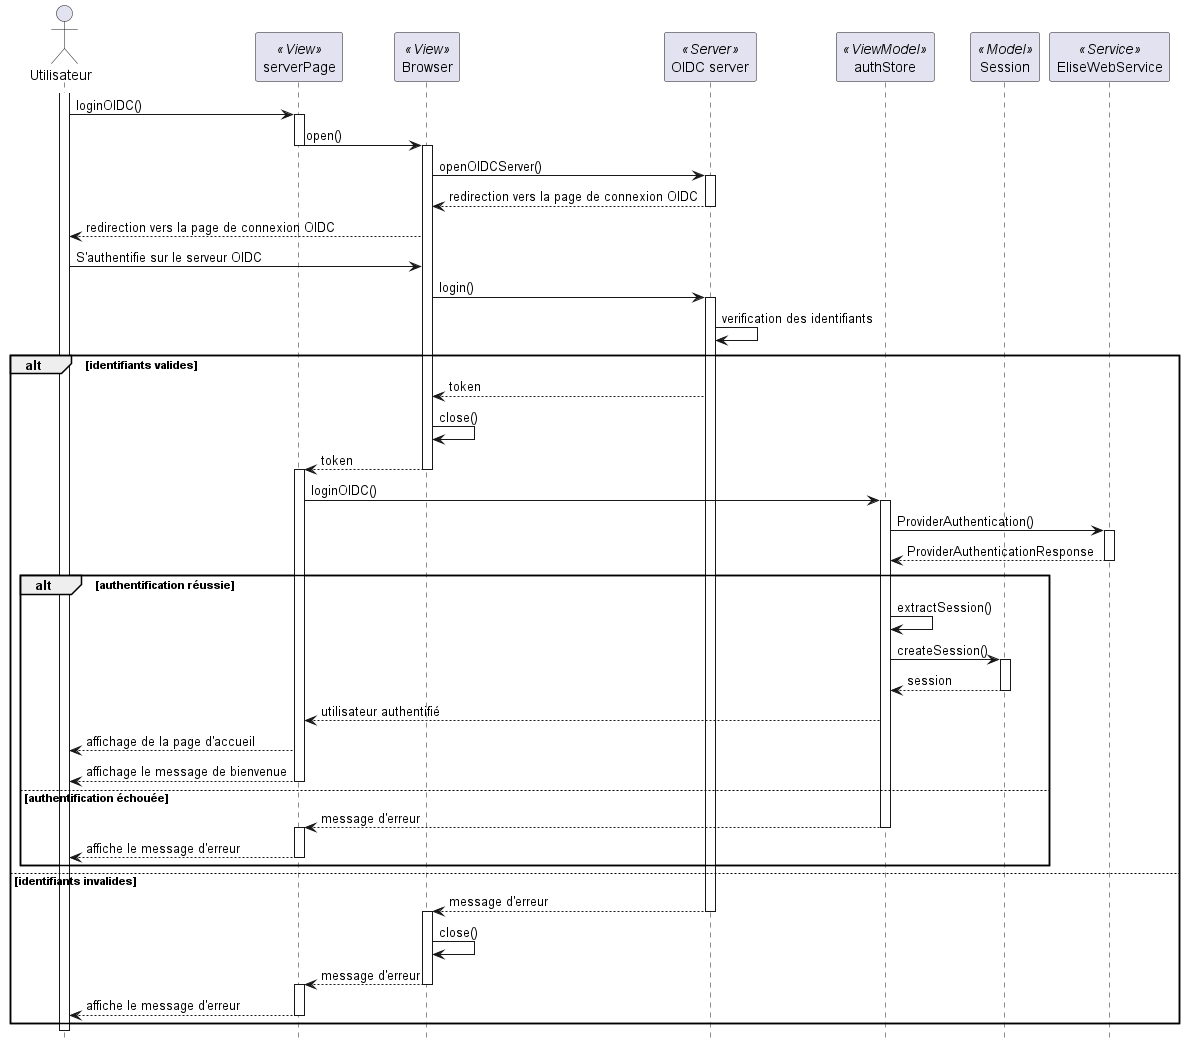 Utilisateur
«View»
serverPage
«View»
Browser
«Server»
OIDC server
«ViewModel»
authStore
«Model»
Session
«Service»
EliseWebService
loginOIDC()
open()
openOIDCServer()
redirection vers la page de connexion OIDC
redirection vers la page de connexion OIDC
S'authentifie sur le serveur OIDC
login()
verification des identifiants
alt [identifiants valides]
token
close()
token
loginOIDC()
ProviderAuthentication()
ProviderAuthenticationResponse
alt [authentification réussie]
extractSession()
createSession()
session
utilisateur authentifié
affichage de la page d'accueil
affichage le message de bienvenue
[authentification échouée]
message d'erreur
affiche le message d'erreur
[identifiants invalides]
message d'erreur
close()
message d'erreur
affiche le message d'erreur